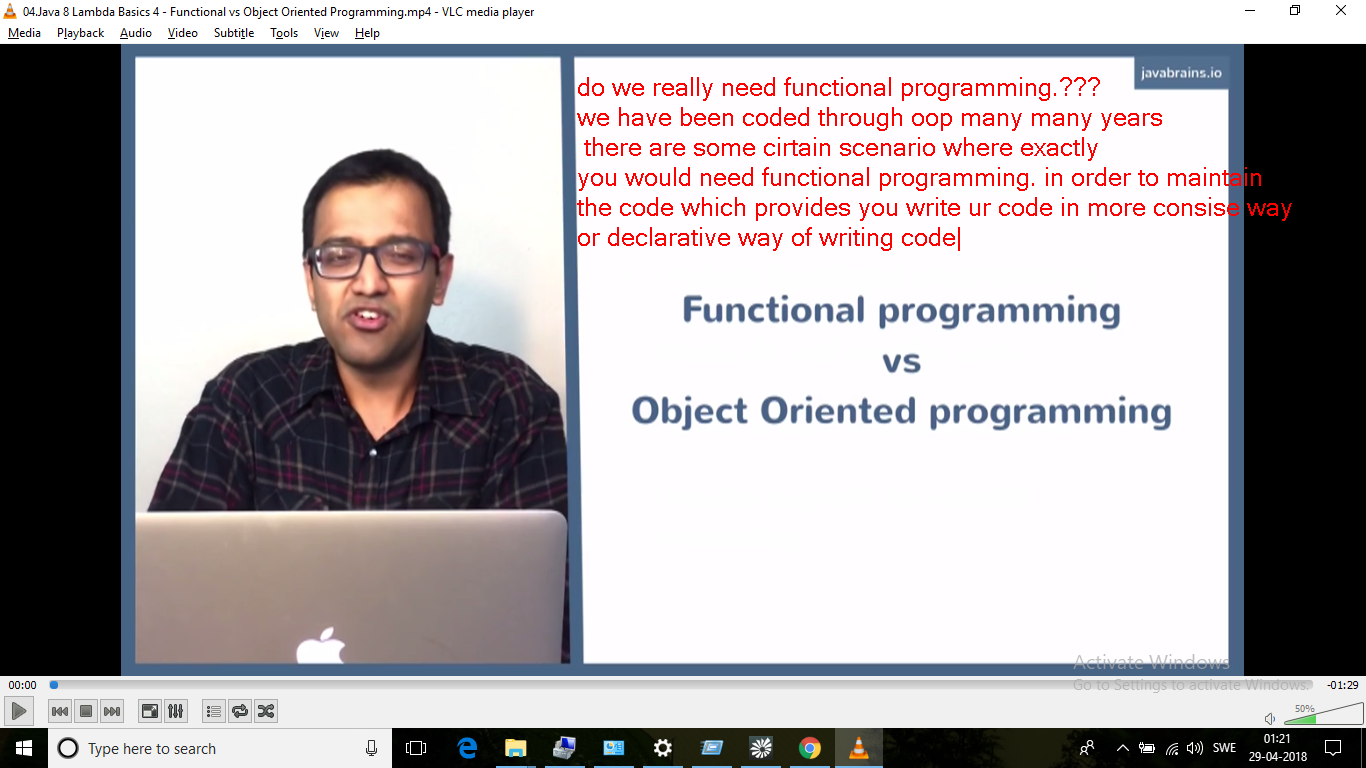 04.Java 8 Lambda Basics 4 - Functional vs Object Oriented Programming.mp4 - VLC media player
Media Playback Audio Video Subtitle Tools View Help
javabrains.io
do we really need functional programming.???
we have been coded through oop many many years
there are some cirtain scenario where exactly
you would need functional programming. in order to maintain
the code which provides you write ur code in more consise way
or declarative way of writing code
Functional programming
vs
Object Oriented programming
Activate Windows
Go to Settings to activate Windows.
00:00
-01:29
50%
Type here to search
SWE
01:21
29-04-2018